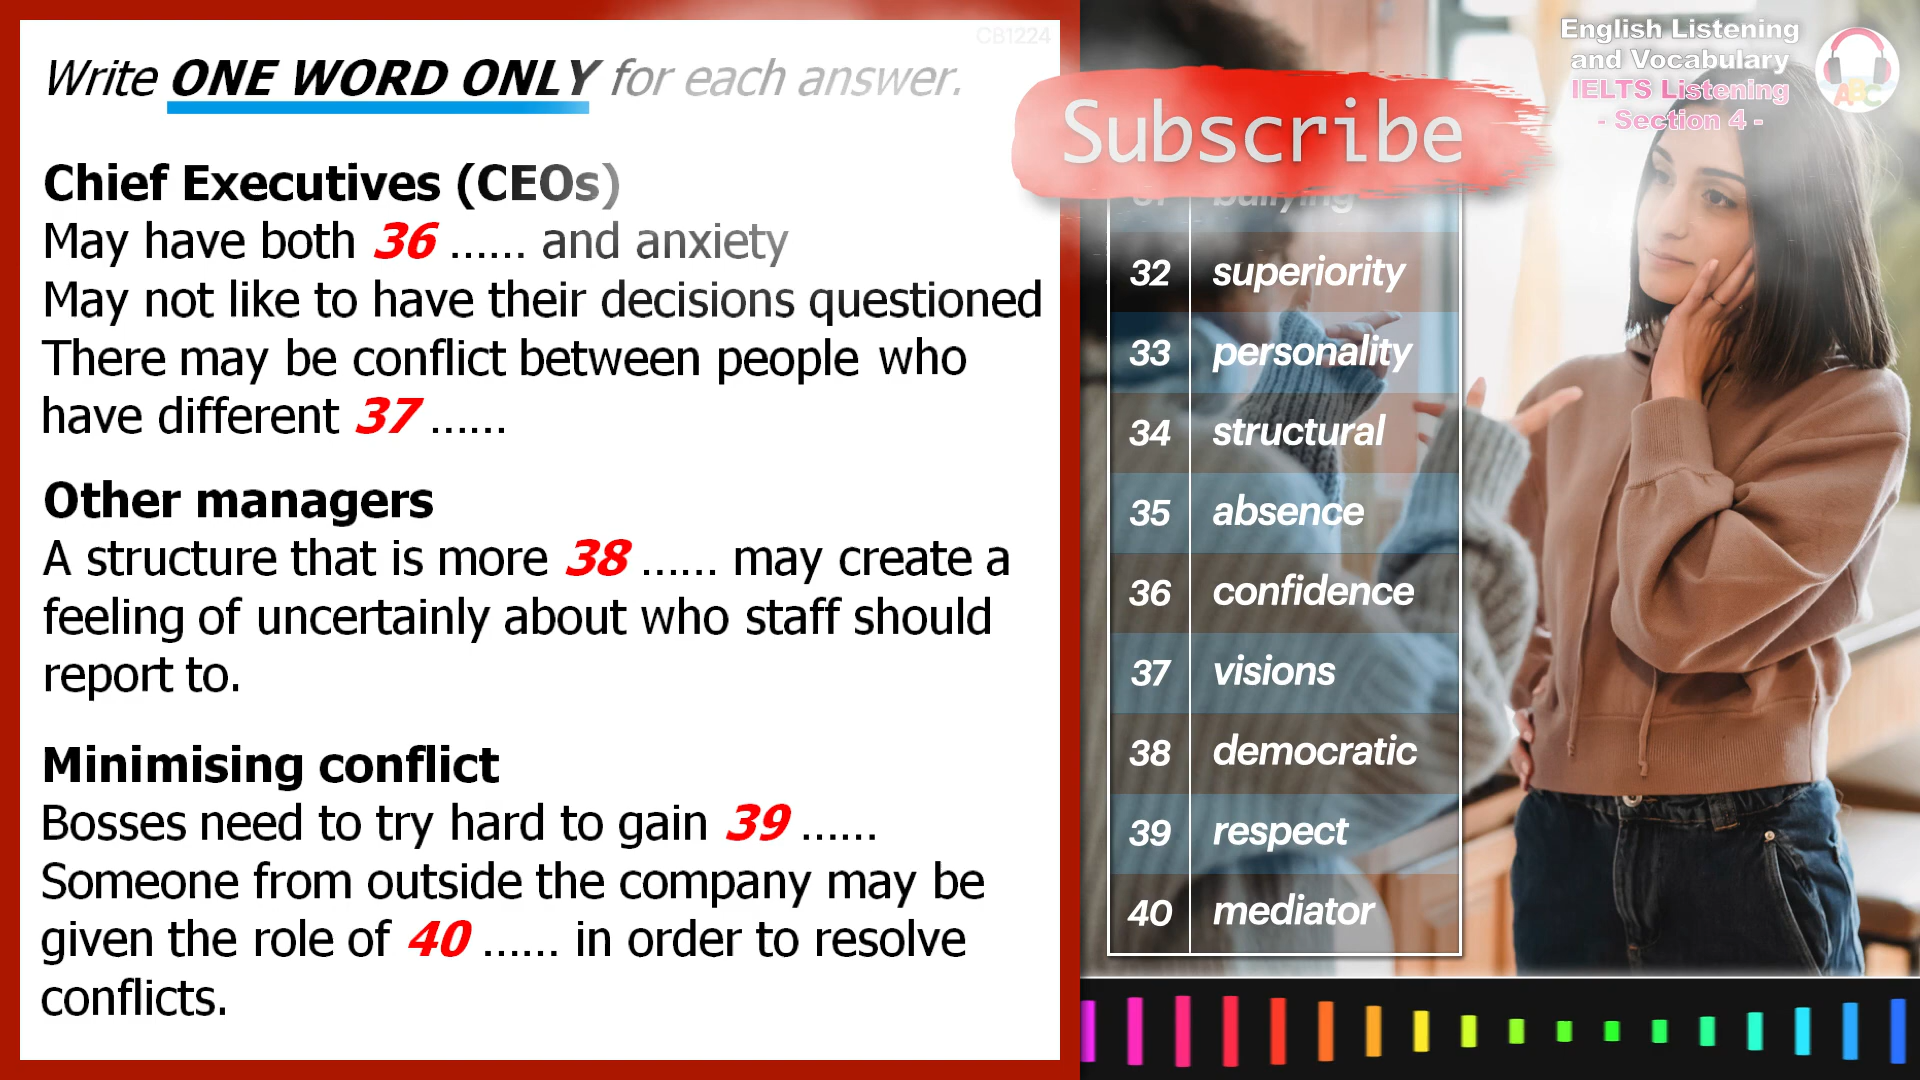 CB1224
Write ONE WORD ONLY for each answer.
Chief Executives (CEOs)
May have both 36 ...... and anxiety
May not like to have their decisions questioned
There may be conflict between people who
have different 37 ......
Other managers
A structure that is more 38 ...... may create a
feeling of uncertainly about who staff should
report to.
Minimising conflict
Bosses need to try hard to gain 39 ......
Someone from outside the company may be
given the role of 40 ...... in order to resolve
conflicts.
Subscribe
English Listening
and Vocabulary
IELTS Listening
- Section 4 -
ABC
bullying
32 superiority
33 personality
34 structural
35 absence
36 confidence
37 visions
38 democratic
39 respect
40 mediator